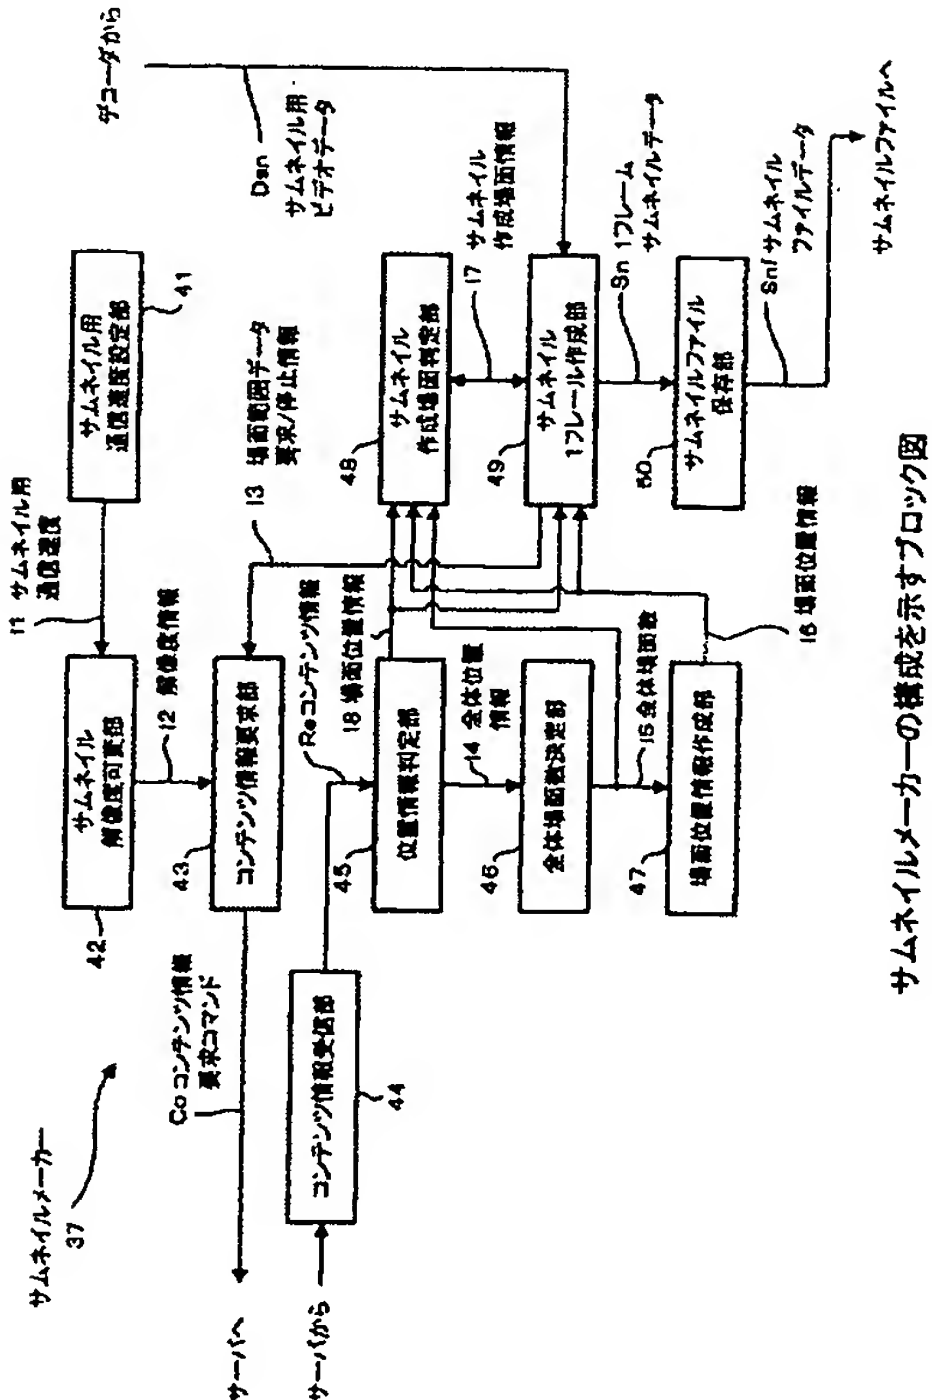 サムネイルメーカー
37
サーバへ
サーバから
Co コンテンツ情報
要求コマンド
コンテンツ情報受信部
44
42
サムネイル
解像度可変部
12 解像度情報
43
コンテンツ情報要求部
Re コンテンツ情報
45
位置情報判定部
18 場面位置情報
14 全体位置
情報
46
全体場面数決定部
15 全体場面数
47
場面位置情報作成部
16 場面位置情報
11 サムネイル用
通信速度
サムネイル用
通信速度設定部
41
13 場面範囲データ
要求/停止情報
48
サムネイル
作成場面判定部
17 サムネイル
作成場面情報
49
サムネイル
1フレール作成部
Sn 1フレーム
サムネイルデータ
50
サムネイルファイル
保存部
Snf サムネイル
ファイルデータ
サムネイルファイルへ
デコーダから
Dsn
サムネイル用
ビデオデータ
サムネイルメーカーの構成を示すブロック図